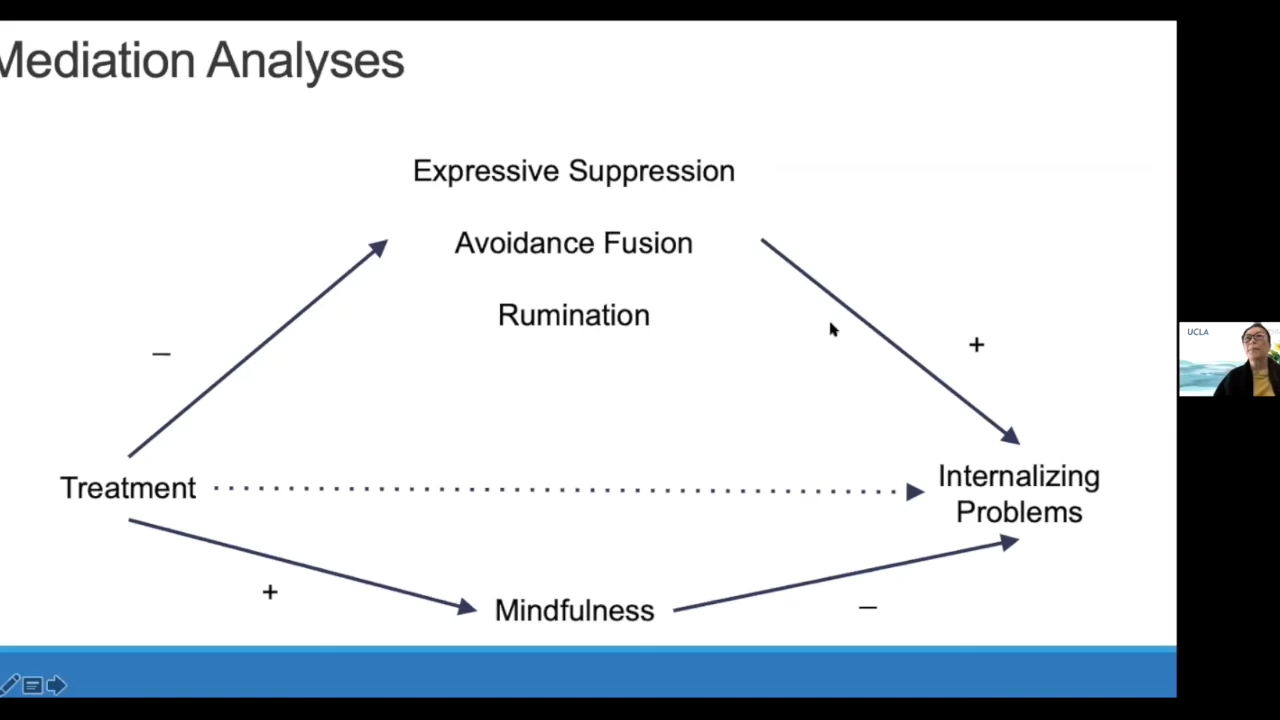 Mediation Analyses
Expressive Suppression
Avoidance Fusion
Rumination
–
+
Treatment
Internalizing
Problems
+
Mindfulness
–
UCLA